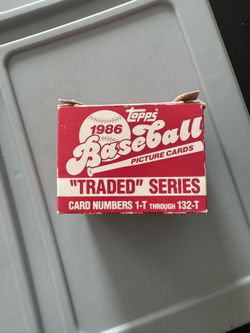 Topps
1986
Baseball
PICTURE CARDS
"TRADED" SERIES
CARD NUMBERS 1-T THROUGH 132-T